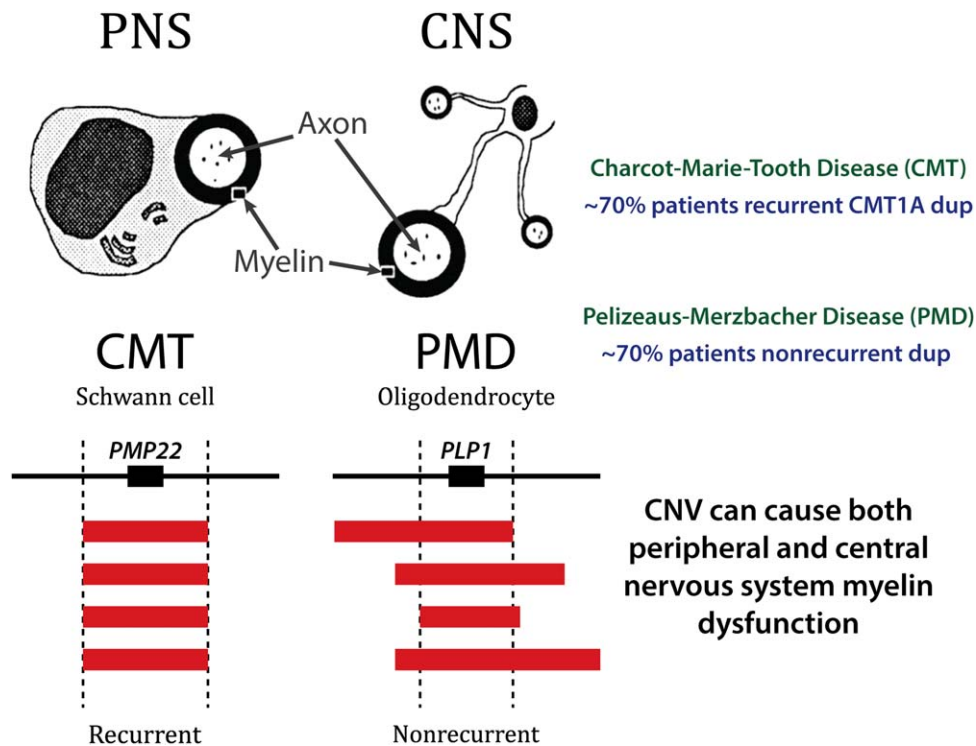 PNS
CNS
Axon
Myelin
Charcot-Marie-Tooth Disease (CMT)
~70% patients recurrent CMT1A dup
Pelizeaus-Merzbacher Disease (PMD)
~70% patients nonrecurrent dup
CMT
Schwann cell
PMD
Oligodendrocyte
PMP22
PLP1
CNV can cause both
peripheral and central
nervous system myelin
dysfunction
Recurrent
Nonrecurrent